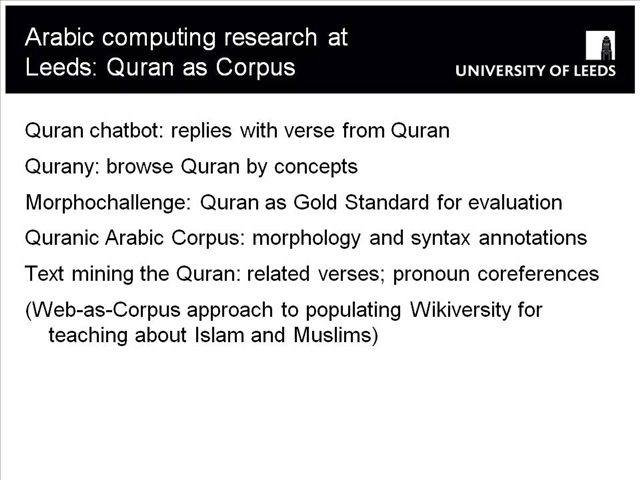 Arabic computing research at
Leeds: Quran as Corpus
UNIVERSITY OF LEEDS
Quran chatbot: replies with verse from Quran
Qurany: browse Quran by concepts
Morphochallenge: Quran as Gold Standard for evaluation
Quranic Arabic Corpus: morphology and syntax annotations
Text mining the Quran: related verses; pronoun coreferences
(Web-as-Corpus approach to populating Wikiversity for
teaching about Islam and Muslims)